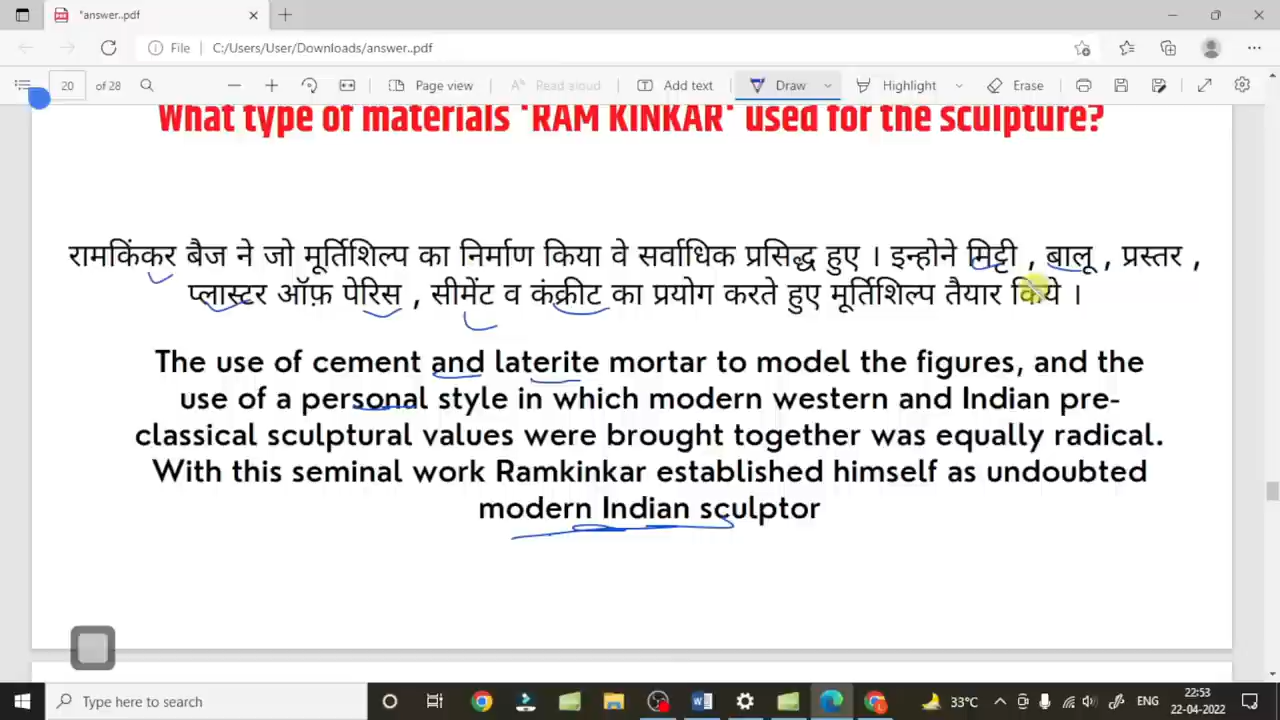 *answer..pdf
File C:/Users/User/Downloads/answer..pdf
20 of 28 Page view Read aloud Add text Draw Highlight Erase
What type of materials 'RAM KINKAR' used for the sculpture?
रामकिंकर बैज ने जो मूर्तिशिल्प का निर्माण किया वे सर्वाधिक प्रसिद्ध हुए । इन्होने मिट्टी , बालू , प्रस्तर ,
प्लास्टर ऑफ़ पेरिस , सीमेंट व कंक्रीट का प्रयोग करते हुए मूर्तिशिल्प तैयार किये ।
The use of cement and laterite mortar to model the figures, and the
use of a personal style in which modern western and Indian pre-
classical sculptural values were brought together was equally radical.
With this seminal work Ramkinkar established himself as undoubted
modern Indian sculptor
Type here to search 33°C ENG 22:53
22-04-2022